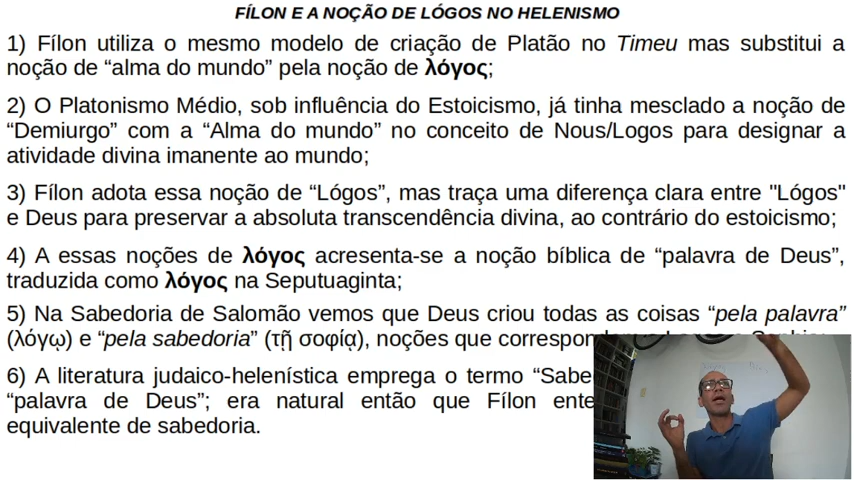 FÍLON E A NOÇÃO DE LÓGOS NO HELENISMO
1) Fílon utiliza o mesmo modelo de criação de Platão no Timeu mas substitui a
noção de “alma do mundo” pela noção de λόγος;
2) O Platonismo Médio, sob influência do Estoicismo, já tinha mesclado a noção de
“Demiurgo” com a “Alma do mundo” no conceito de Nous/Logos para designar a
atividade divina imanente ao mundo;
3) Fílon adota essa noção de “Lógos”, mas traça uma diferença clara entre "Lógos"
e Deus para preservar a absoluta transcendência divina, ao contrário do estoicismo;
4) A essas noções de λόγος acresenta-se a noção bíblica de “palavra de Deus”,
traduzida como λόγος na Seputuaginta;
5) Na Sabedoria de Salomão vemos que Deus criou todas as coisas “pela palavra”
(λόγῳ) e “pela sabedoria” (τῇ σοφίᾳ), noções que
6) A literatura judaico-helenística emprega o termo
“palavra de Deus”; era natural então que Fílon
equivalente de sabedoria.